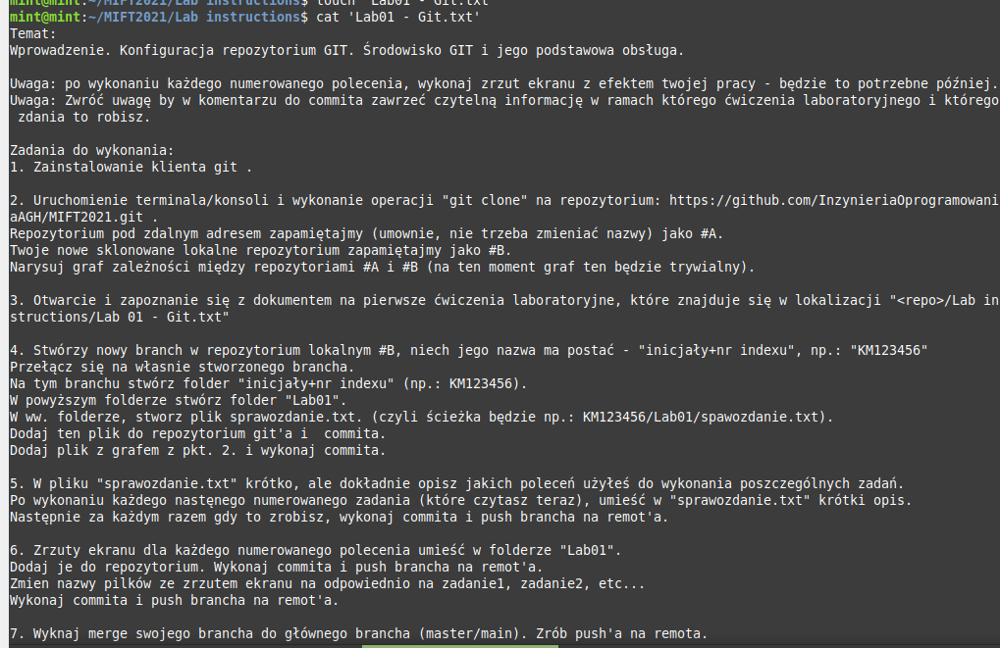 mint@mint:~/MIFT2021/Lab instructions$ touch 'Lab01 - Git.txt'
mint@mint:~/MIFT2021/Lab instructions$ cat 'Lab01 - Git.txt'
Temat:
Wprowadzenie. Konfiguracja repozytorium GIT. Środowisko GIT i jego podstawowa obsługa.
Uwaga: po wykonaniu każdego numerowanego polecenia, wykonaj zrzut ekranu z efektem twojej pracy - będzie to potrzebne później.
Uwaga: Zwróć uwagę by w komentarzu do commita zawrzeć czytelną informację w ramach którego ćwiczenia laboratoryjnego i którego
zdania to robisz.
Zadania do wykonania:
1. Zainstalowanie klienta git .
2. Uruchomienie terminala/konsoli i wykonanie operacji "git clone" na repozytorium: https://github.com/InzynieriaOprogramowani
aAGH/MIFT2021.git .
Repozytorium pod zdalnym adresem zapamiętajmy (umownie, nie trzeba zmieniać nazwy) jako #A.
Twoje nowe sklonowane lokalne repozytorium zapamiętajmy jako #B.
Narysuj graf zależności między repozytoriami #A i #B (na ten moment graf ten będzie trywialny).
3. Otwarcie i zapoznanie się z dokumentem na pierwsze ćwiczenia laboratoryjne, które znajduje się w lokalizacji "<repo>/Lab in
structions/Lab 01 - Git.txt"
4. Stwórzy nowy branch w repozytorium lokalnym #B, niech jego nazwa ma postać - "inicjały+nr indexu", np.: "KM123456"
Przełącz się na własnie stworzonego brancha.
Na tym branchu stwórz folder "inicjały+nr indexu" (np.: KM123456).
W powyższym folderze stwórz folder "Lab01".
W ww. folderze, stworz plik sprawozdanie.txt. (czyli ścieżka będzie np.: KM123456/Lab01/spawozdanie.txt).
Dodaj ten plik do repozytorium git'a i  commita.
Dodaj plik z grafem z pkt. 2. i wykonaj commita.
5. W pliku "sprawozdanie.txt" krótko, ale dokładnie opisz jakich poleceń użyłeś do wykonania poszczególnych zadań.
Po wykonaniu każdego nastęnego numerowanego zadania (które czytasz teraz), umieść w "sprawozdanie.txt" krótki opis.
Następnie za każdym razem gdy to zrobisz, wykonaj commita i push brancha na remot'a.
6. Zrzuty ekranu dla każdego numerowanego polecenia umieść w folderze "Lab01".
Dodaj je do repozytorium. Wykonaj commita i push brancha na remot'a.
Zmien nazwy pilków ze zrzutem ekranu na odpowiednio na zadanie1, zadanie2, etc...
Wykonaj commita i push brancha na remot'a.
7. Wyknaj merge swojego brancha do głównego brancha (master/main). Zrób push'a na remota.